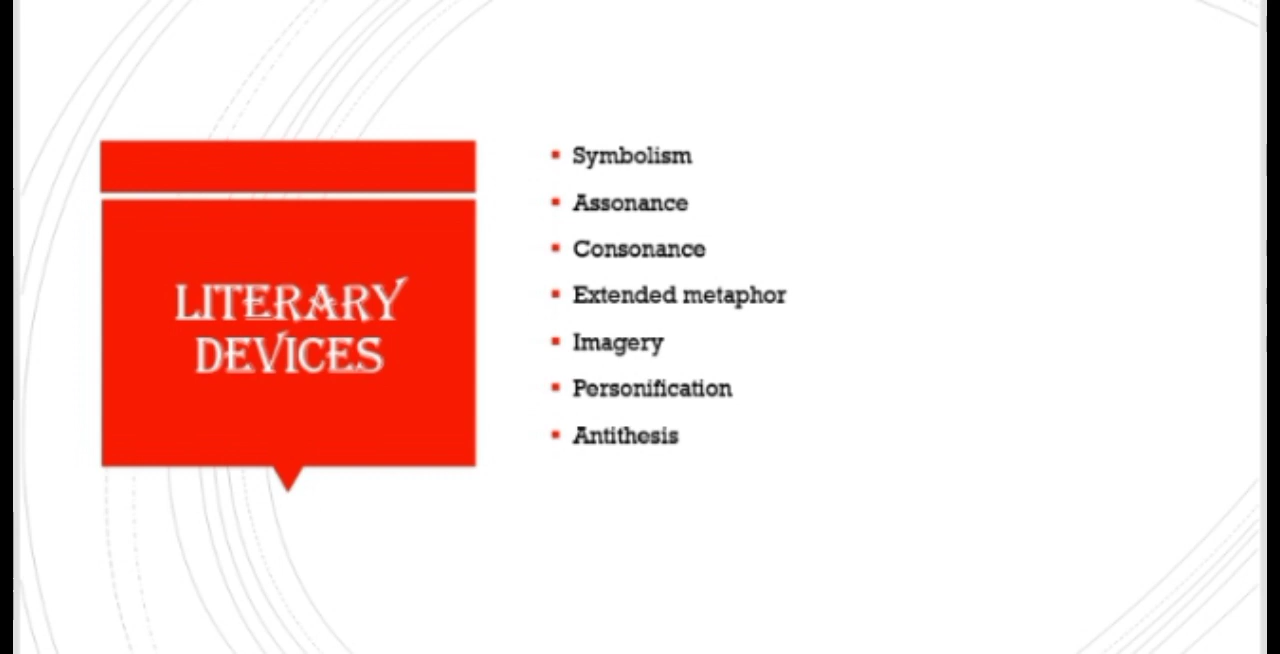 LITERARY
DEVICES
Symbolism
Assonance
Consonance
Extended metaphor
Imagery
Personification
Antithesis